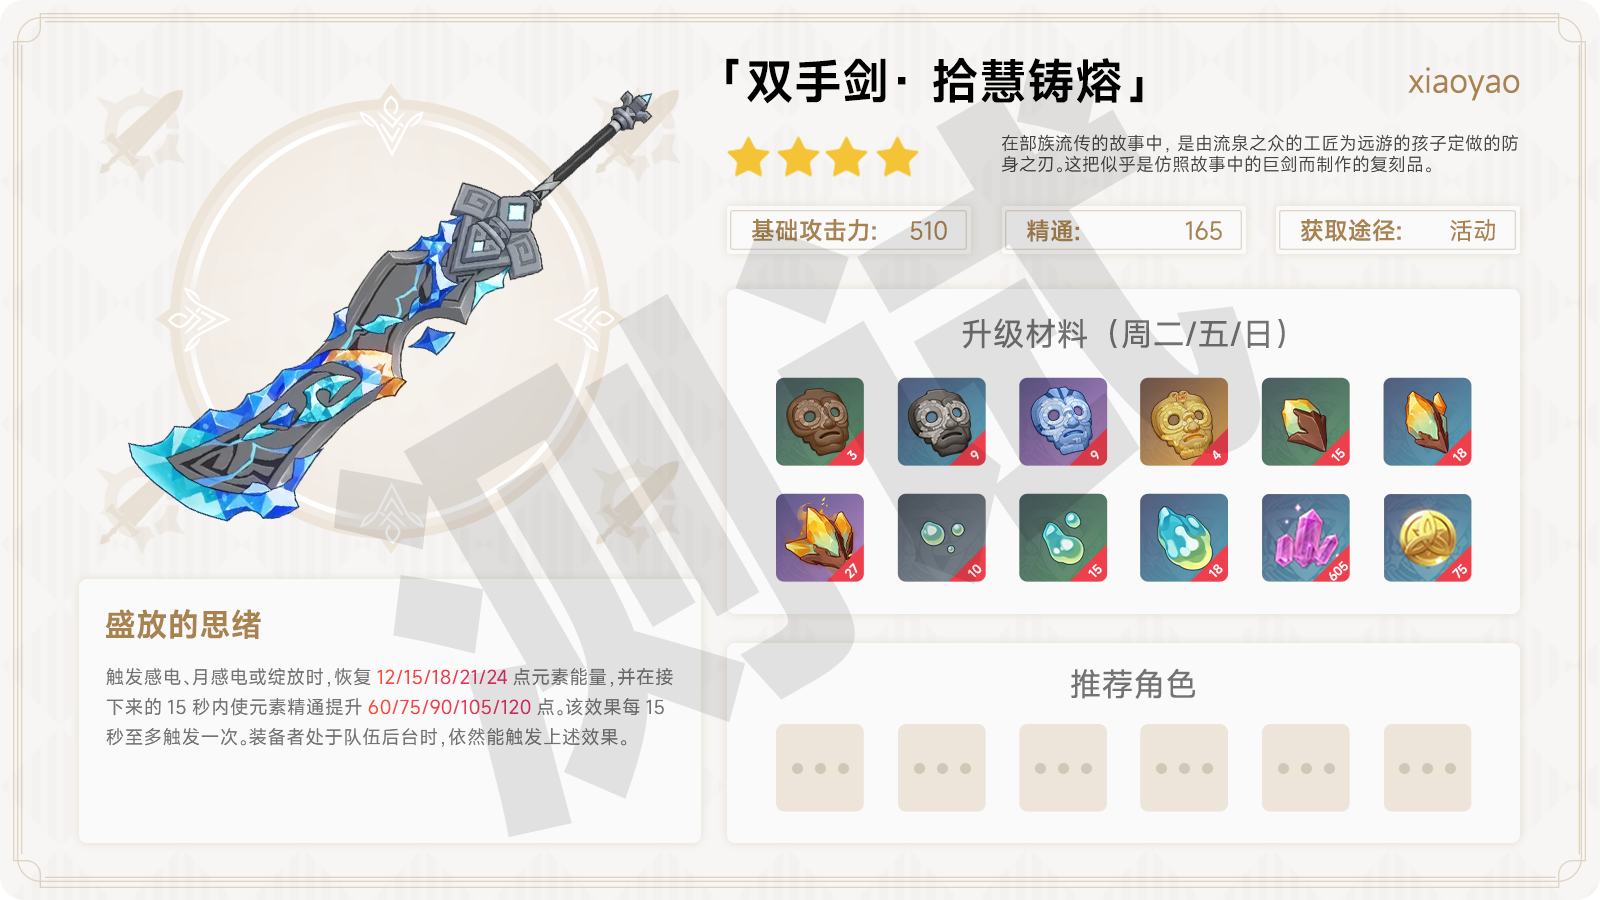 「双手剑· 拾慧铸熔」
xiaoyao
在部族流传的故事中, 是由流泉之众的工匠为远游的孩子定做的防
身之刃。这把似乎是仿照故事中的巨剑而制作的复刻品。
基础攻击力: 510
精通: 165
获取途径: 活动
升级材料（周二/五/日）
3 9 9 4 15 18
27 10 15 18 605 75
盛放的思绪
触发感电、月感电或绽放时,恢复 12/15/18/21/24 点元素能量,并在接
下来的 15 秒内使元素精通提升 60/75/90/105/120 点。该效果每 15
秒至多触发一次。装备者处于队伍后台时,依然能触发上述效果。
推荐角色
测试